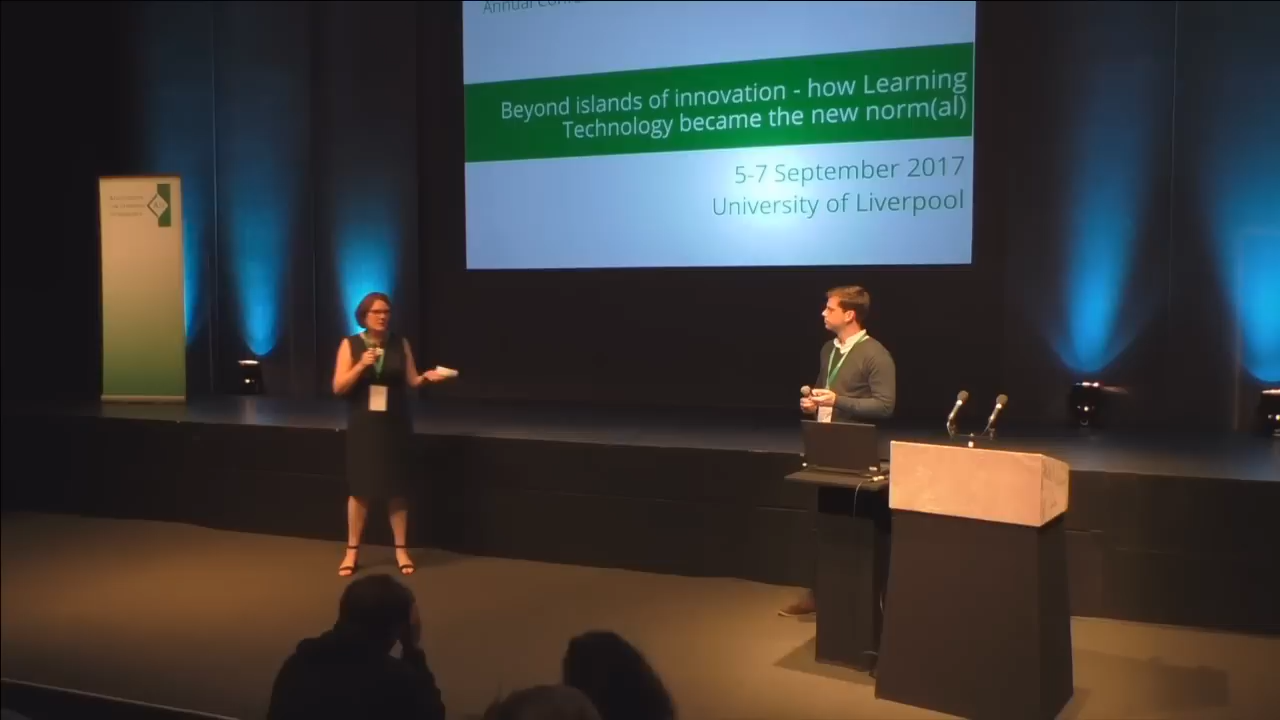 Annual
Beyond islands of innovation - how Learning
Technology became the new norm(al)
5-7 September 2017
University of Liverpool